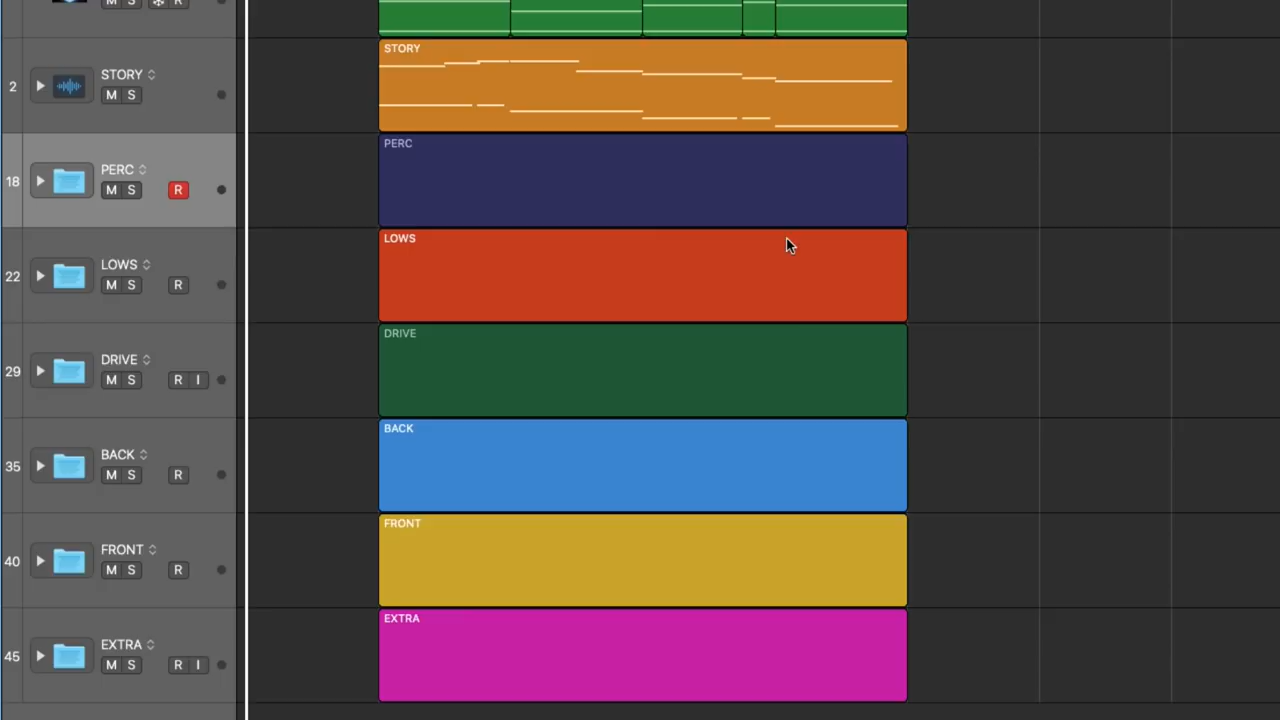 M S R
STORY
2 STORY
M S
PERC
18 PERC
M S R
LOWS
22 LOWS
M S R
DRIVE
29 DRIVE
M S R I
BACK
35 BACK
M S R
FRONT
40 FRONT
M S R
EXTRA
45 EXTRA
M S R I